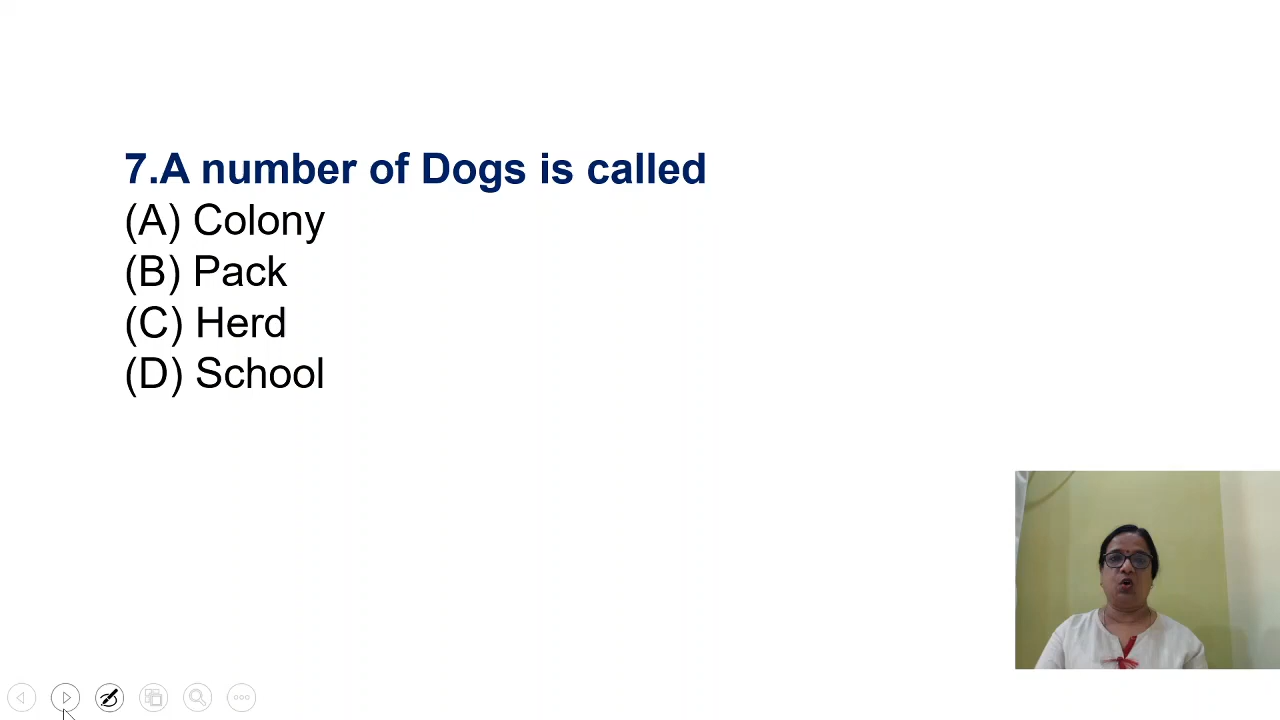 7.A number of Dogs is called
(A) Colony
(B) Pack
(C) Herd
(D) School